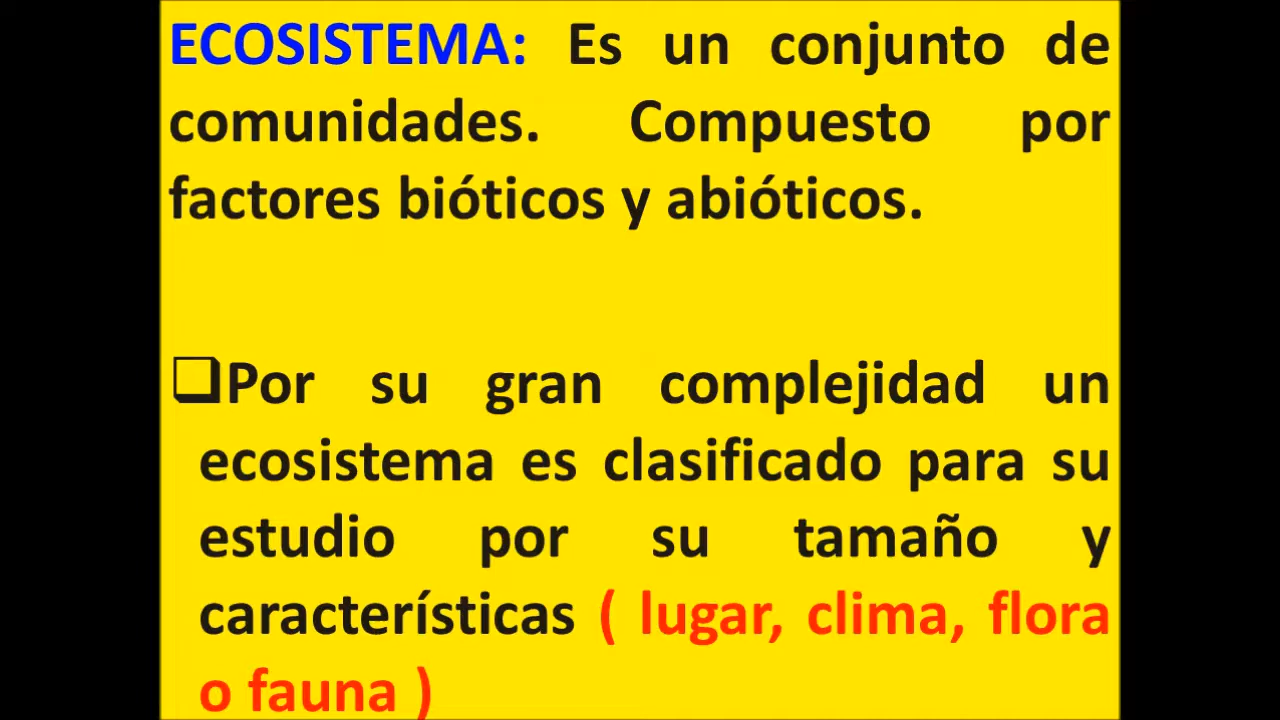 ECOSISTEMA: Es un conjunto de
comunidades. Compuesto por
factores bióticos y abióticos.
❑Por su gran complejidad un
ecosistema es clasificado para su
estudio por su tamaño y
características ( lugar, clima, flora
o fauna )